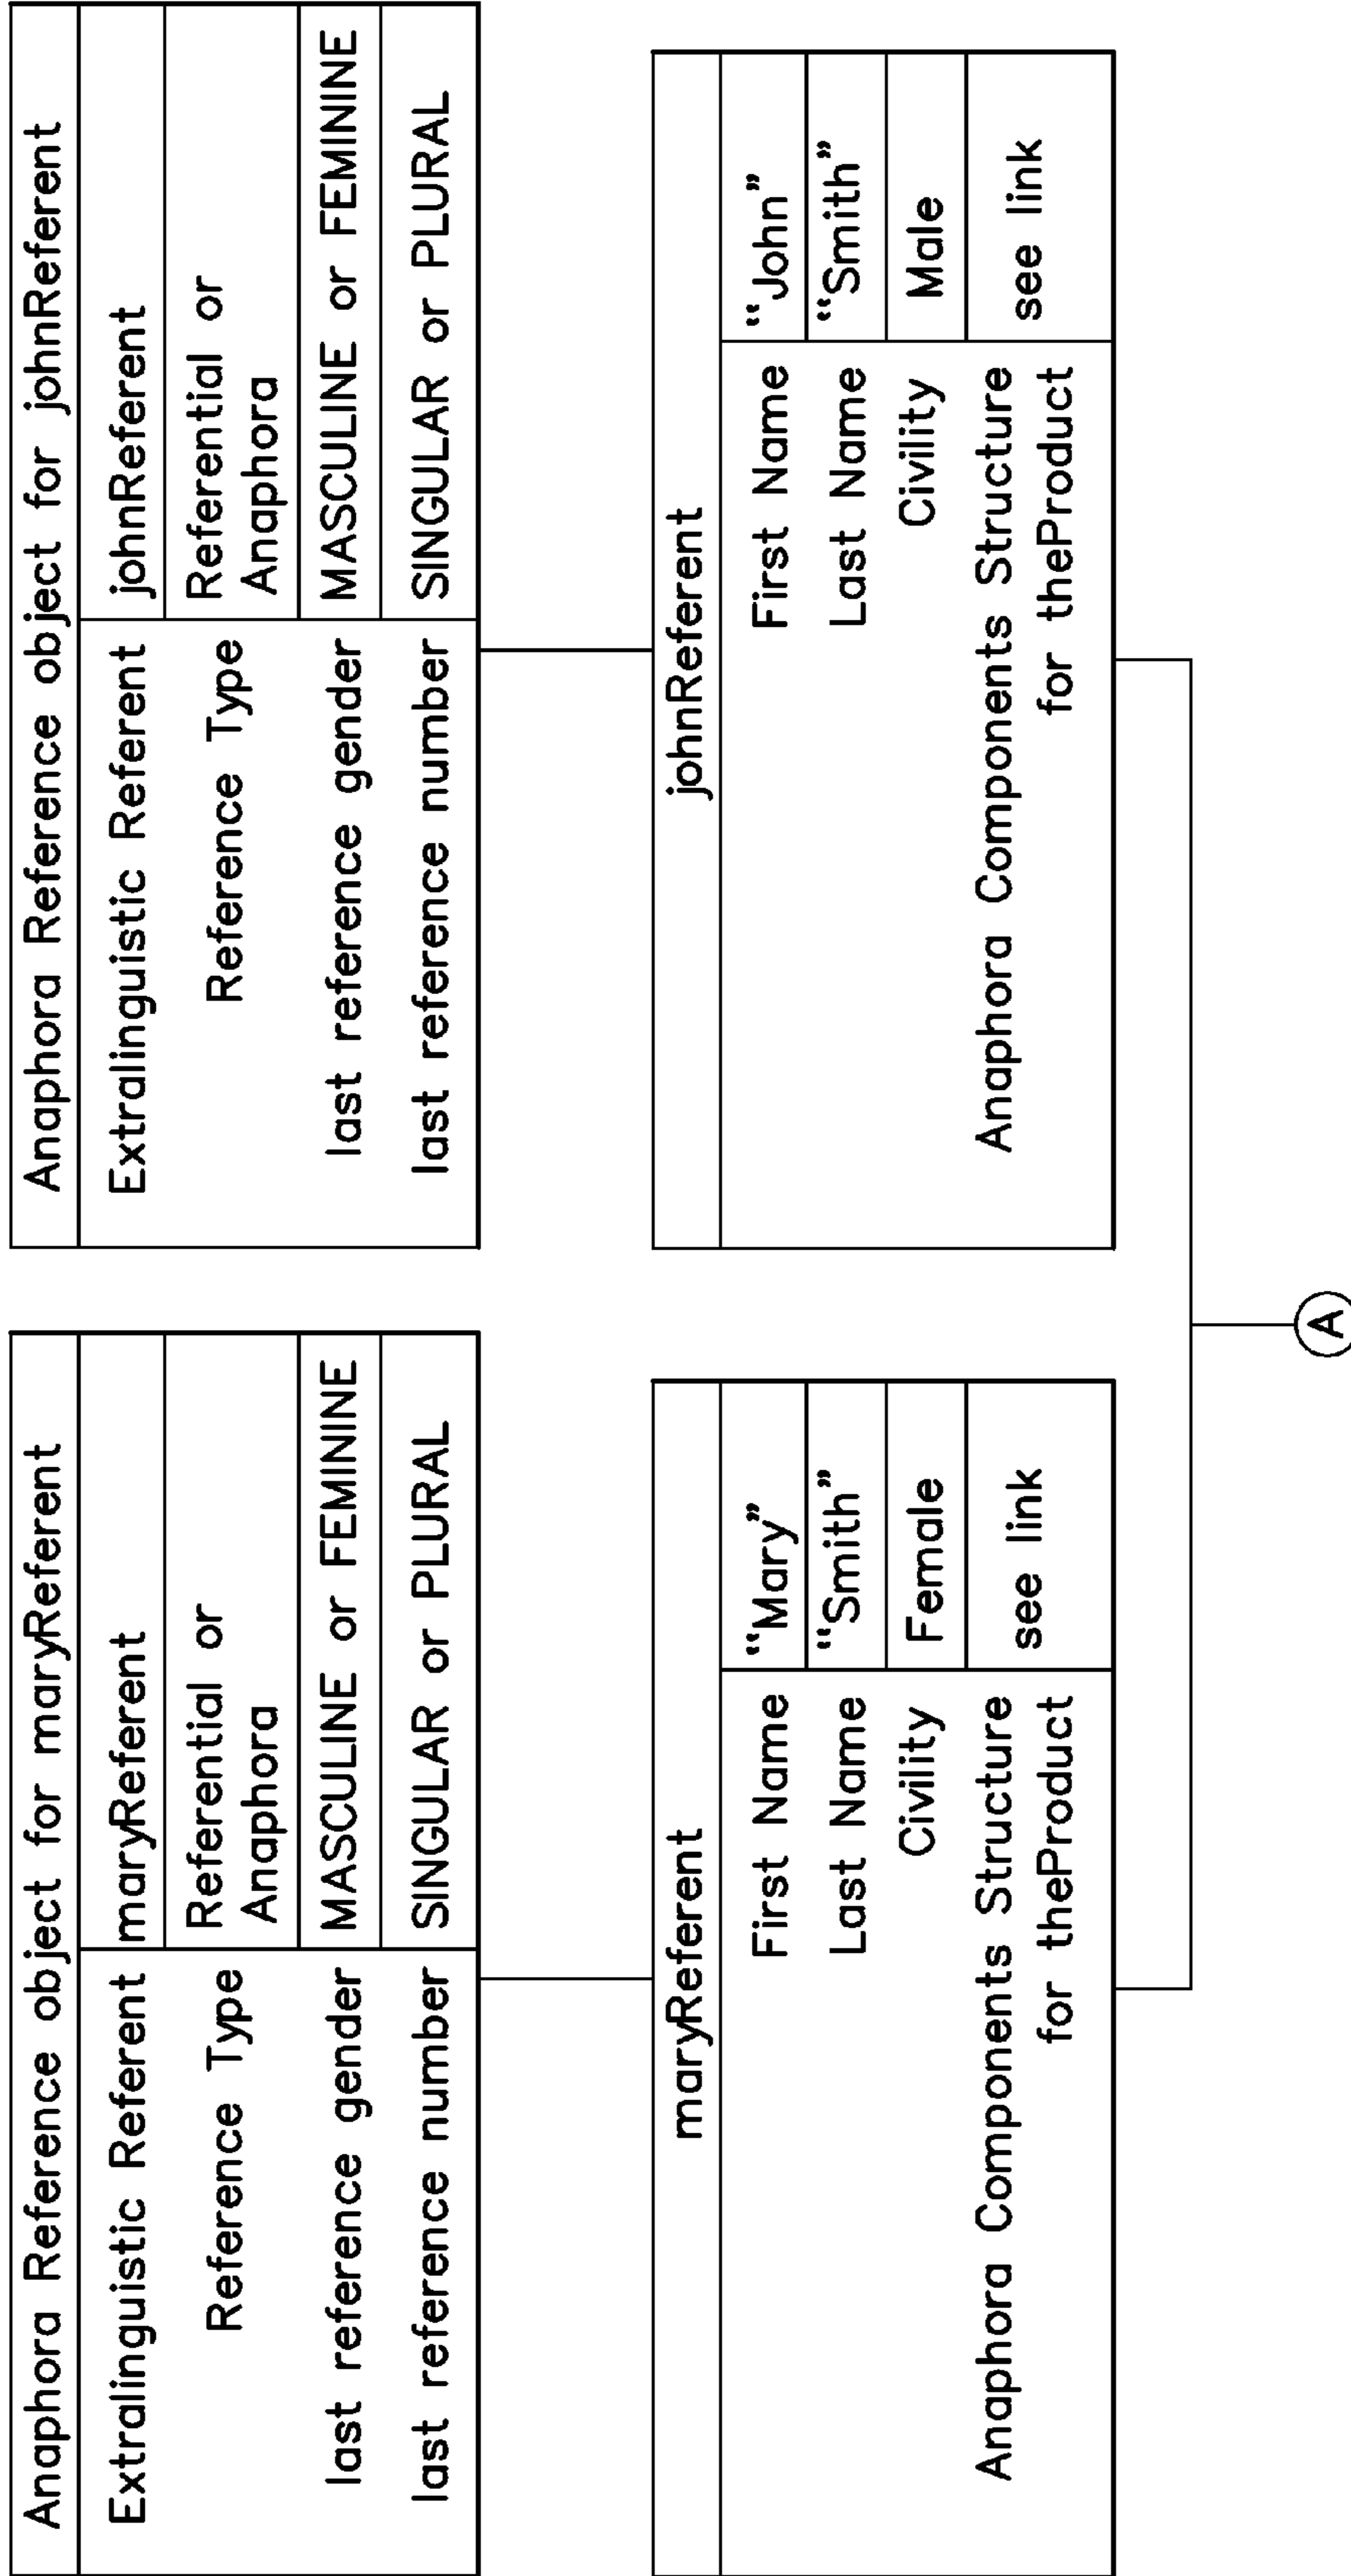 Anaphora Reference object for maryReferent
Extralinguistic Referent maryReferent
Reference Type Referential or
Anaphora
last reference gender MASCULINE or FEMININE
last reference number SINGULAR or PLURAL
Anaphora Reference object for johnReferent
Extralinguistic Referent johnReferent
Reference Type Referential or
Anaphora
last reference gender MASCULINE or FEMININE
last reference number SINGULAR or PLURAL
maryReferent
First Name “Mary”
Last Name “Smith”
Civility Female
Anaphora Components Structure
for theProduct
see link
johnReferent
First Name “John”
Last Name “Smith”
Civility Male
Anaphora Components Structure
for theProduct
see link
A